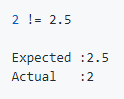 2 != 2.5
Expected :2.5
Actual   :2